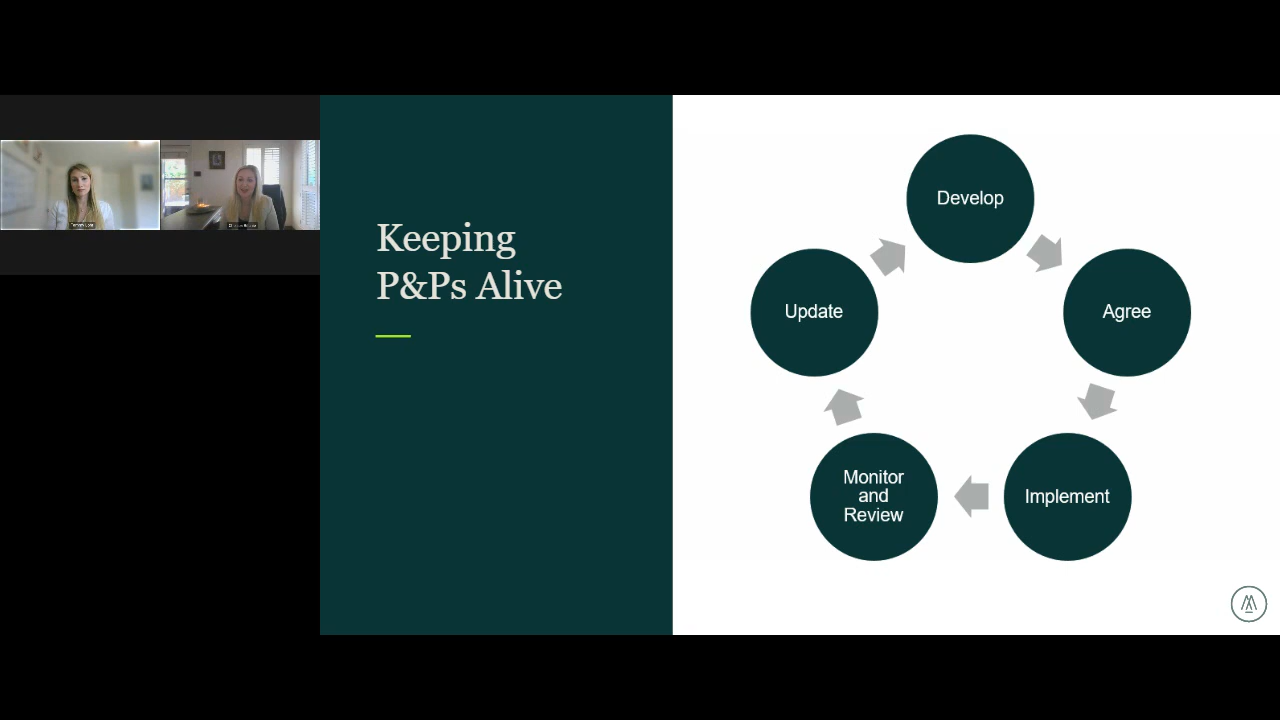 Keeping
P&Ps Alive
Develop
Agree
Implement
Monitor
and
Review
Update